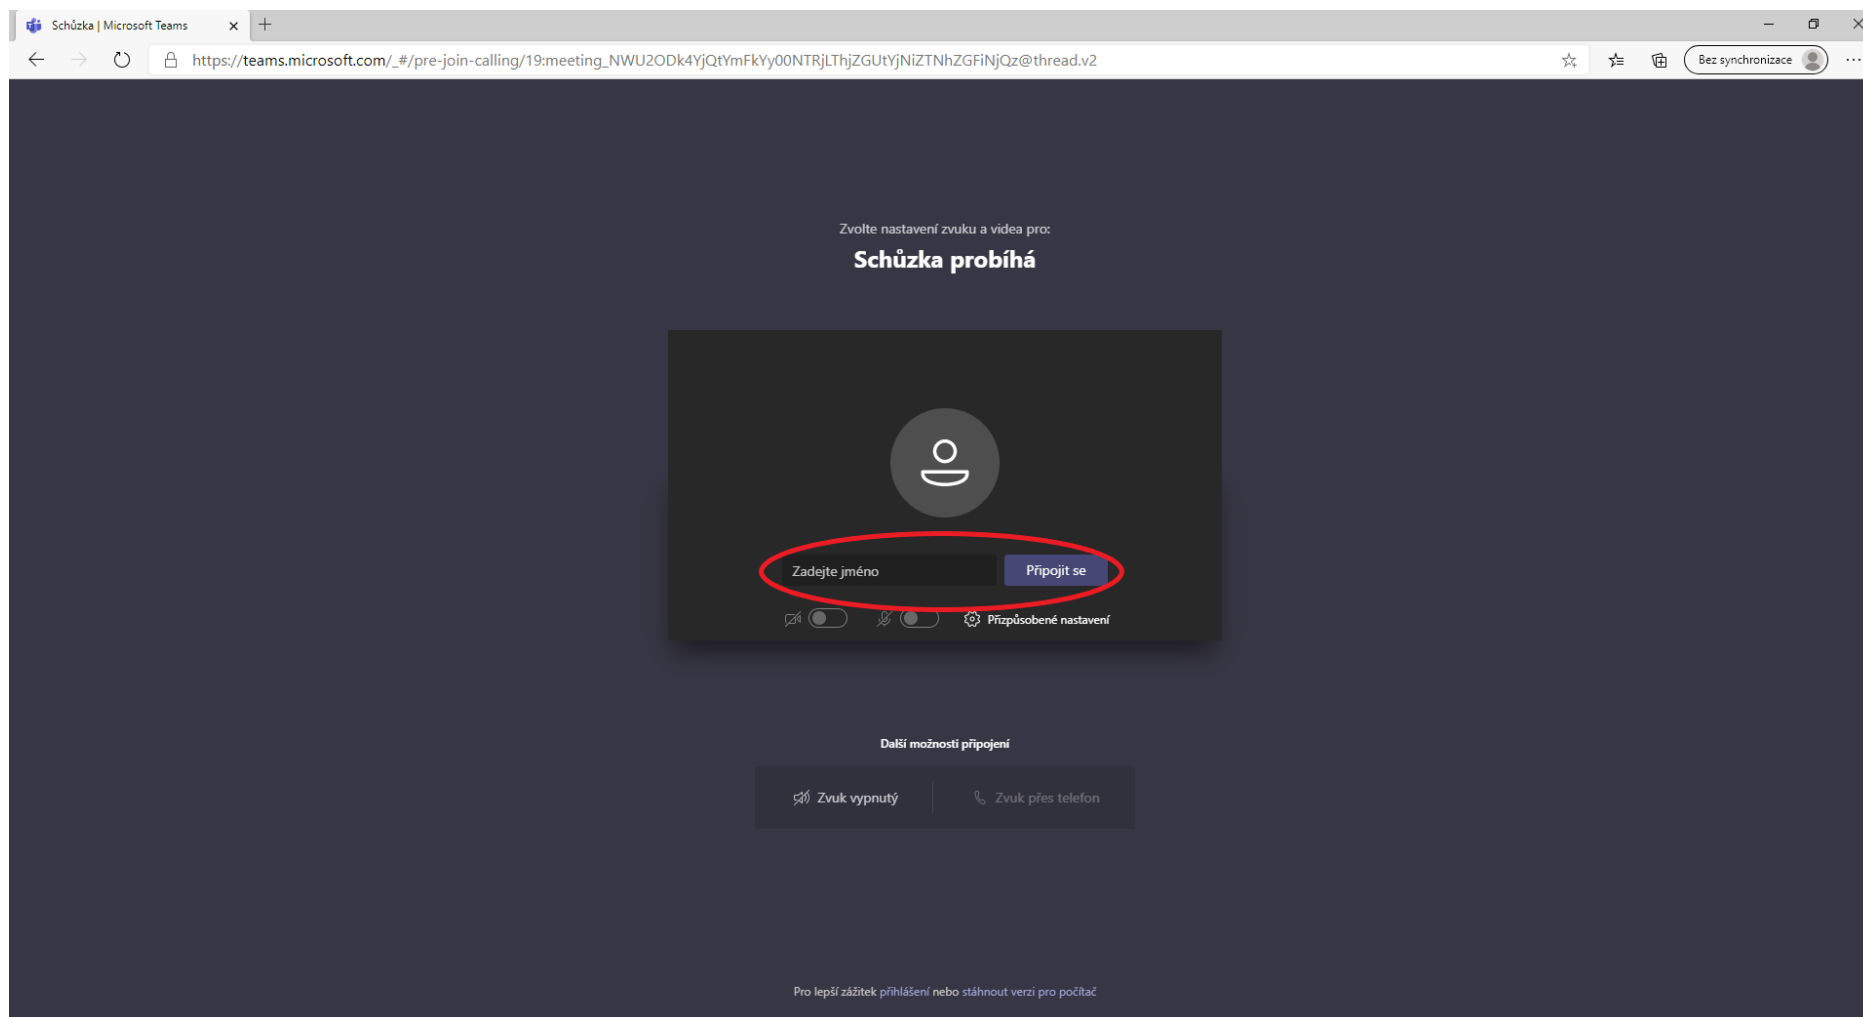 Schůzka | Microsoft Teams
https://teams.microsoft.com/_#/pre-join-calling/19:meeting_NWU2ODk4YjQtYmFkYy00NTRjLThjZGUtYjNiZTNhZGFiNjQz@thread.v2
Bez synchronizace
Zvolte nastavení zvuku a videa pro:
Schůzka probíhá
Zadejte jméno
Připojit se
Přizpůsobené nastavení
Další možnosti připojení
Zvuk vypnutý
Zvuk přes telefon
Pro lepší zážitek přihlášení nebo stáhnout verzi pro počítač